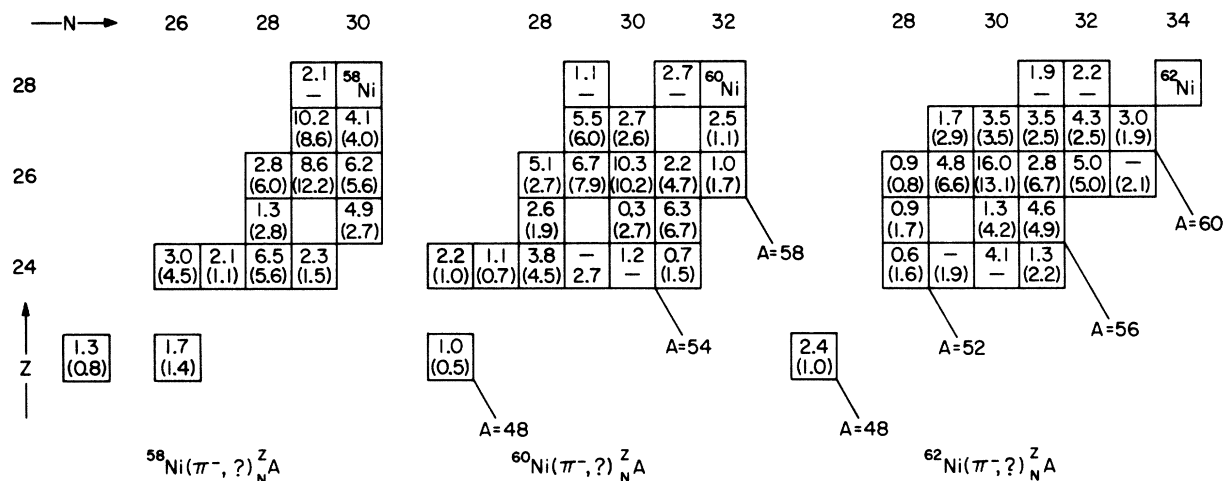 N 26 28 30 28 30 32 28 30 32 34
28 2.1 — 58Ni 1.1 — 2.7 — 60Ni 1.9 — 2.2 — 62Ni
10.2 (8.6) 4.1 (4.0) 5.5 (6.0) 2.7 (2.6) 2.5 (1.1) 1.7 (2.9) 3.5 (3.5) 3.5 (2.5) 4.3 (2.5) 3.0 (1.9)
26 2.8 (6.0) 8.6 (12.2) 6.2 (5.6) 5.1 (2.7) 6.7 (7.9) 10.3 (10.2) 2.2 (4.7) 1.0 (1.7) 0.9 (0.8) 4.8 (6.6) 16.0 (13.1) 2.8 (6.7) 5.0 (5.0) — (2.1)
1.3 (2.8) 4.9 (2.7) 2.6 (1.9) 0.3 (2.7) 6.3 (6.7) 0.9 (1.7) 1.3 (4.2) 4.6 (4.9)
A=60
A=58
24 3.0 (4.5) 2.1 (1.1) 6.5 (5.6) 2.3 (1.5) 2.2 (1.0) 1.1 (0.7) 3.8 (4.5) — 2.7 1.2 — 0.7 (1.5) 0.6 (1.6) — (1.9) 4.1 — 1.3 (2.2)
A=56
A=54 A=52
Z 1.3 (0.8) 1.7 (1.4) 1.0 (0.5) 2.4 (1.0)
A=48 A=48
58Ni(π−, ?) Z N A 60Ni(π−, ?) Z N A 62Ni(π−, ?) Z N A